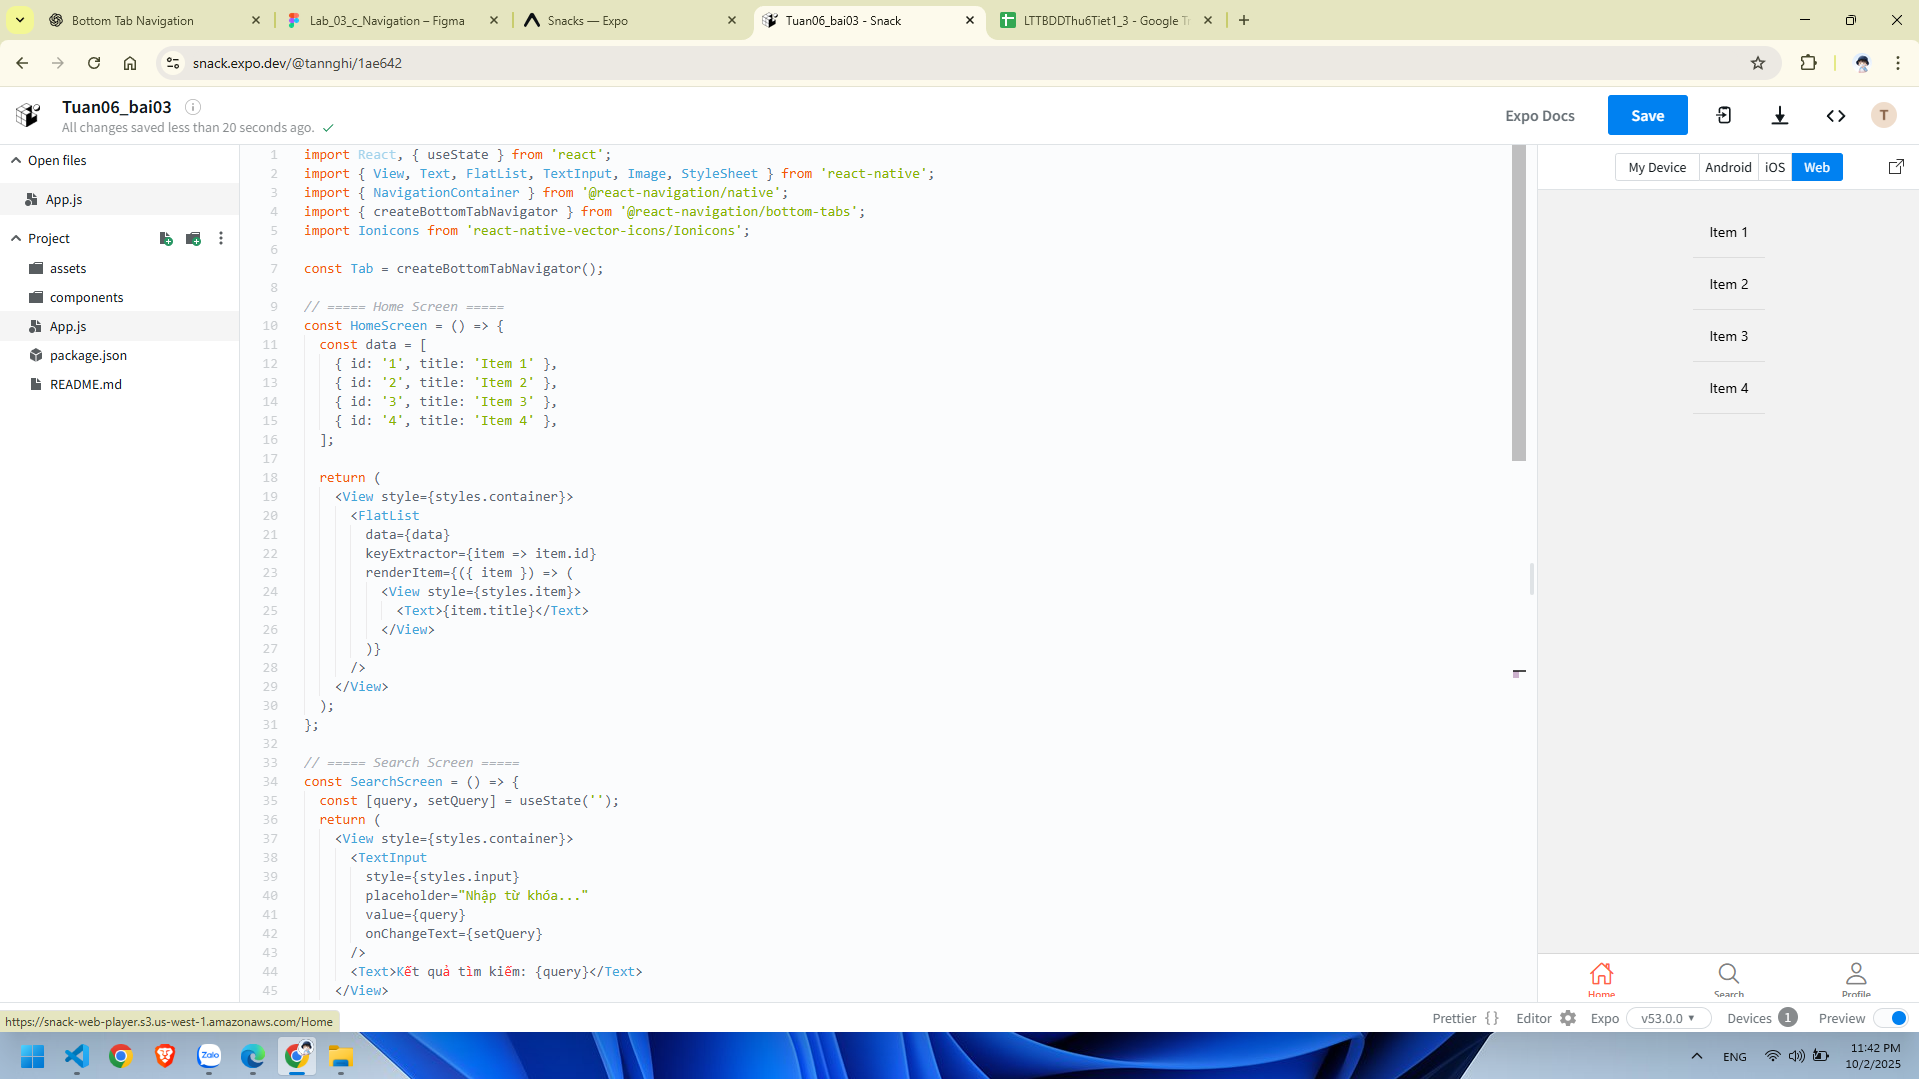 Bottom Tab Navigation
Lab_03_c_Navigation – Figma
Snacks — Expo
Tuan06_bai03 - Snack
LTTBDDThu6Tiet1_3 - Google Tr
snack.expo.dev/@tannghi/1ae642
Tuan06_bai03
All changes saved less than 20 seconds ago.
Expo Docs
Save
T
Open files
App.js
Project
assets
components
App.js
package.json
README.md
1 import React, { useState } from 'react';
2 import { View, Text, FlatList, TextInput, Image, StyleSheet } from 'react-native';
3 import { NavigationContainer } from '@react-navigation/native';
4 import { createBottomTabNavigator } from '@react-navigation/bottom-tabs';
5 import Ionicons from 'react-native-vector-icons/Ionicons';
6
7 const Tab = createBottomTabNavigator();
8
9 // ===== Home Screen =====
10 const HomeScreen = () => {
11 const data = [
12 { id: '1', title: 'Item 1' },
13 { id: '2', title: 'Item 2' },
14 { id: '3', title: 'Item 3' },
15 { id: '4', title: 'Item 4' },
16 ];
17
18 return (
19 <View style={styles.container}>
20 <FlatList
21 data={data}
22 keyExtractor={item => item.id}
23 renderItem={({ item }) => (
24 <View style={styles.item}>
25 <Text>{item.title}</Text>
26 </View>
27 )}
28 />
29 </View>
30 );
31 };
32
33 // ===== Search Screen =====
34 const SearchScreen = () => {
35 const [query, setQuery] = useState('');
36 return (
37 <View style={styles.container}>
38 <TextInput
39 style={styles.input}
40 placeholder="Nhập từ khóa..."
41 value={query}
42 onChangeText={setQuery}
43 />
44 <Text>Kết quả tìm kiếm: {query}</Text>
45 </View>
My Device
Android
iOS
Web
Item 1
Item 2
Item 3
Item 4
Home
Search
Profile
https://snack-web-player.s3.us-west-1.amazonaws.com/Home
Prettier { }
Editor
Expo
v53.0.0
Devices 1
Preview
Zalo
ENG
11:42 PM
10/2/2025